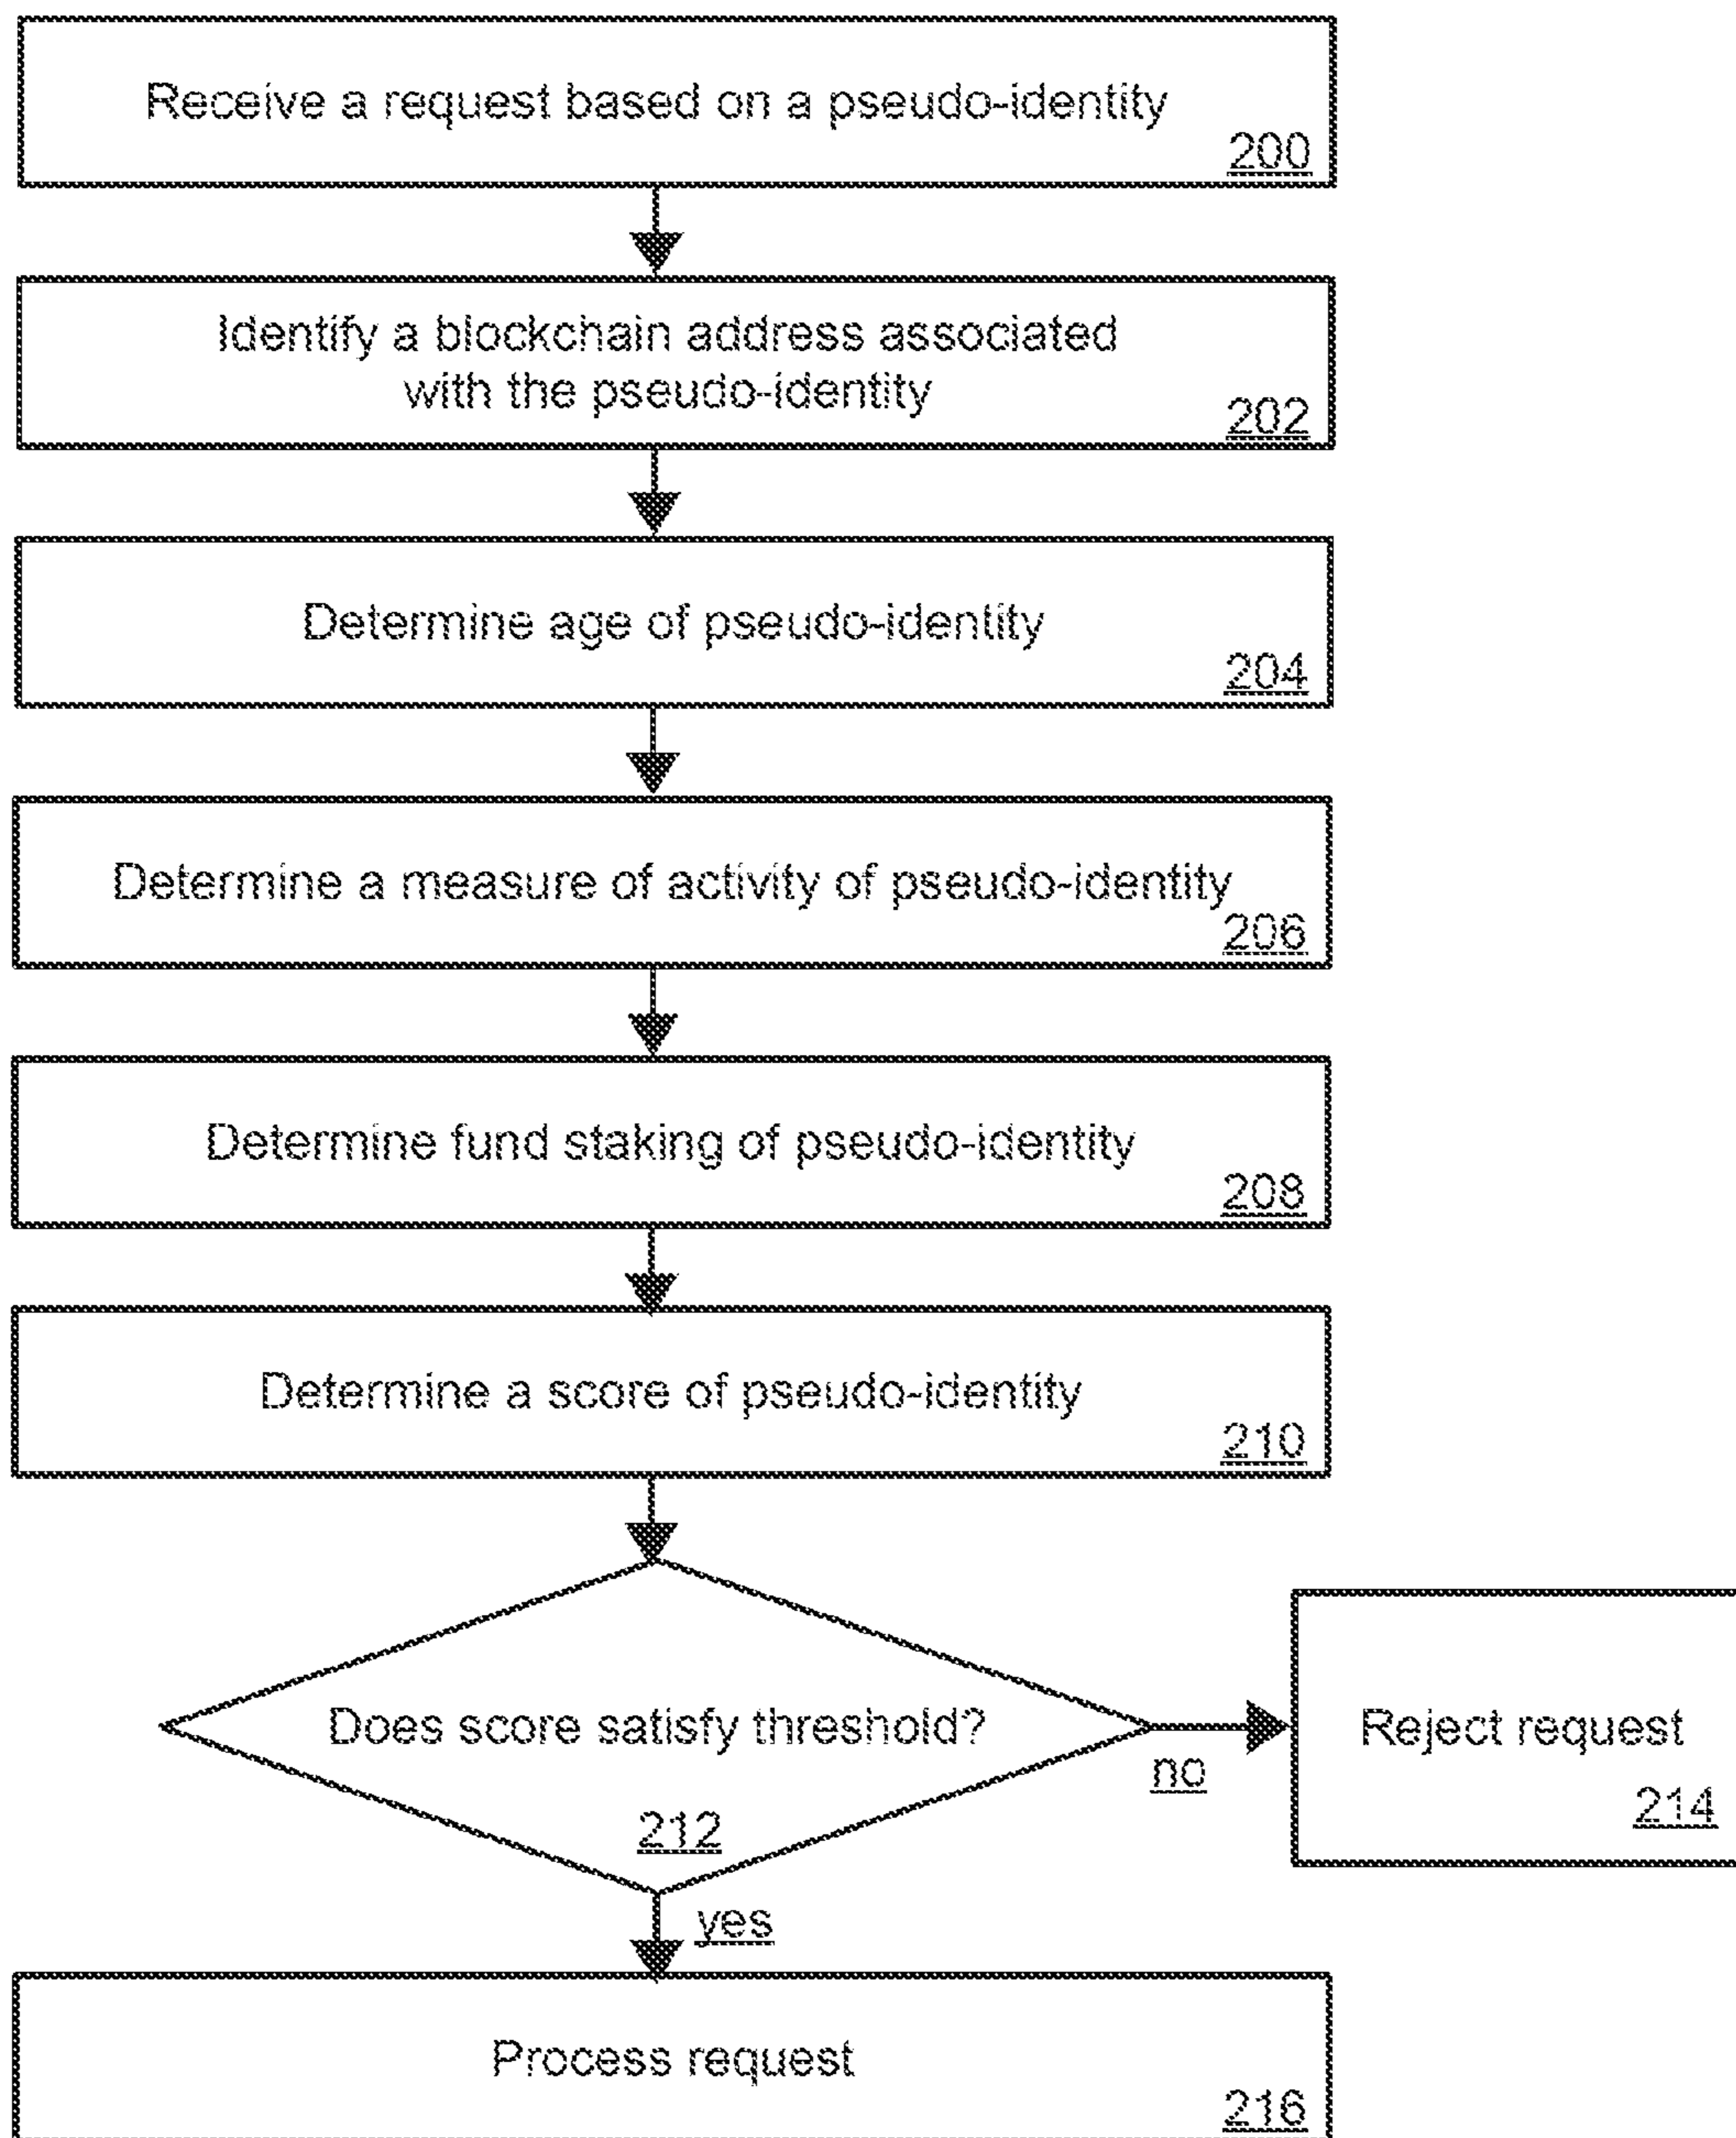 Receive a request based on a pseudo-identity
200
Identify a blockchain address associated
with the pseudo-identity
202
Determine age of pseudo-identity
204
Determine a measure of activity of pseudo-identity
206
Determine fund staking of pseudo-identity
208
Determine a score of pseudo-identity
210
Does score satisfy threshold?
212
no
Reject request
214
yes
Process request
216